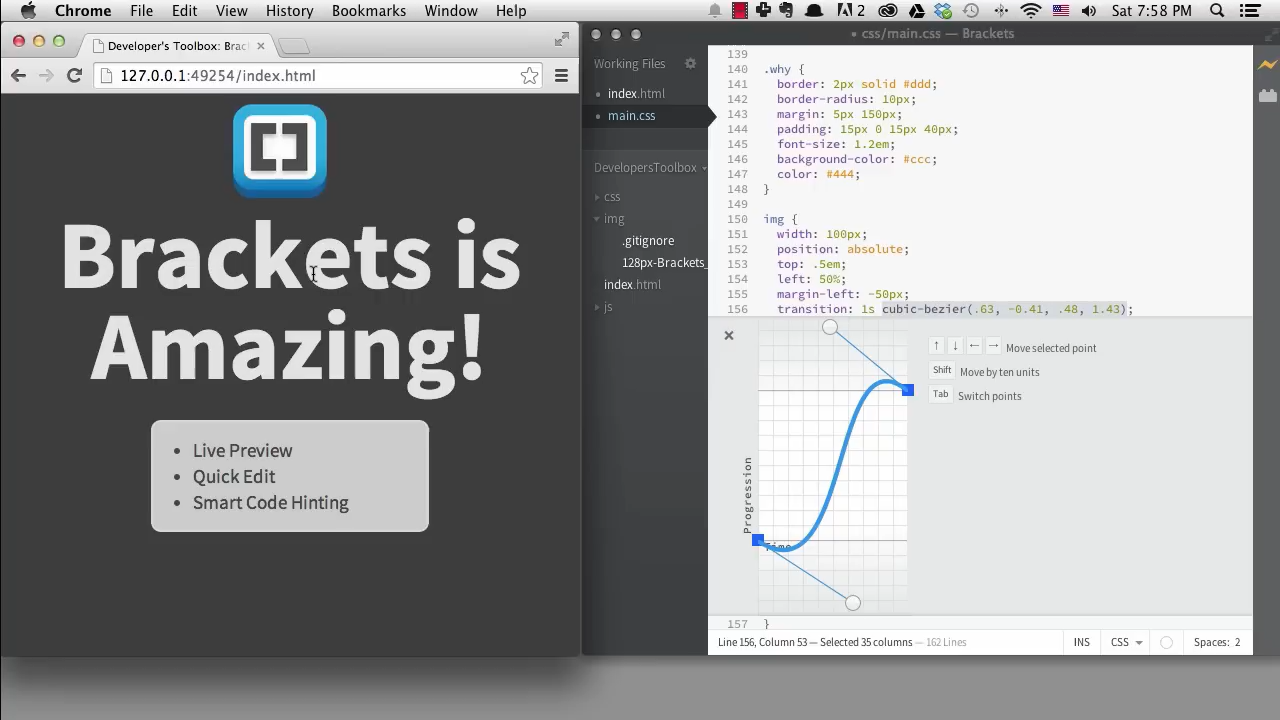 Chrome File Edit View History Bookmarks Window Help 2 Sat 7:58 PM
Developer's Toolbox: Brac
127.0.0.1:49254/index.html
Brackets is
Amazing!
Live Preview
Quick Edit
Smart Code Hinting
• css/main.css — Brackets
Working Files
index.html
main.css
DevelopersToolbox
css
img
.gitignore
128px-Brackets_
index.html
js
139
140 .why {
141 border: 2px solid #ddd;
142 border-radius: 10px;
143 margin: 5px 150px;
144 padding: 15px 0 15px 40px;
145 font-size: 1.2em;
146 background-color: #ccc;
147 color: #444;
148 }
149
150 img {
151 width: 100px;
152 position: absolute;
153 top: .5em;
154 left: 50%;
155 margin-left: -50px;
156 transition: 1s cubic-bezier(.63, -0.41, .48, 1.43);
↑ ↓ ← → Move selected point
Shift Move by ten units
Tab Switch points
Progression
Time
157 }
Line 156, Column 53 — Selected 35 columns — 162 Lines INS CSS Spaces: 2